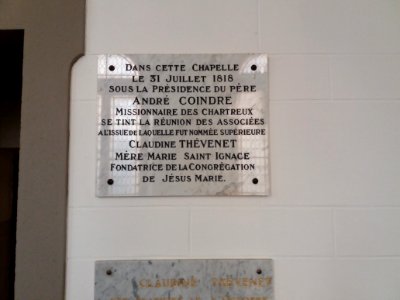 DANS CETTE CHAPELLE
LE 31 JUILLET 1818
SOUS LA PRÉSIDENCE DU PÈRE
ANDRÉ COINDRE
MISSIONNAIRE DES CHARTREUX
SE TINT LA RÉUNION DES ASSOCIÉES
A L'ISSUE DE LAQUELLE FUT NOMMÉE SUPÉRIEURE
CLAUDINE THÉVENET
MÈRE MARIE SAINT IGNACE
FONDATRICE DE LA CONGRÉGATION
DE JÉSUS MARIE.
CLAUDINE THÉVENET